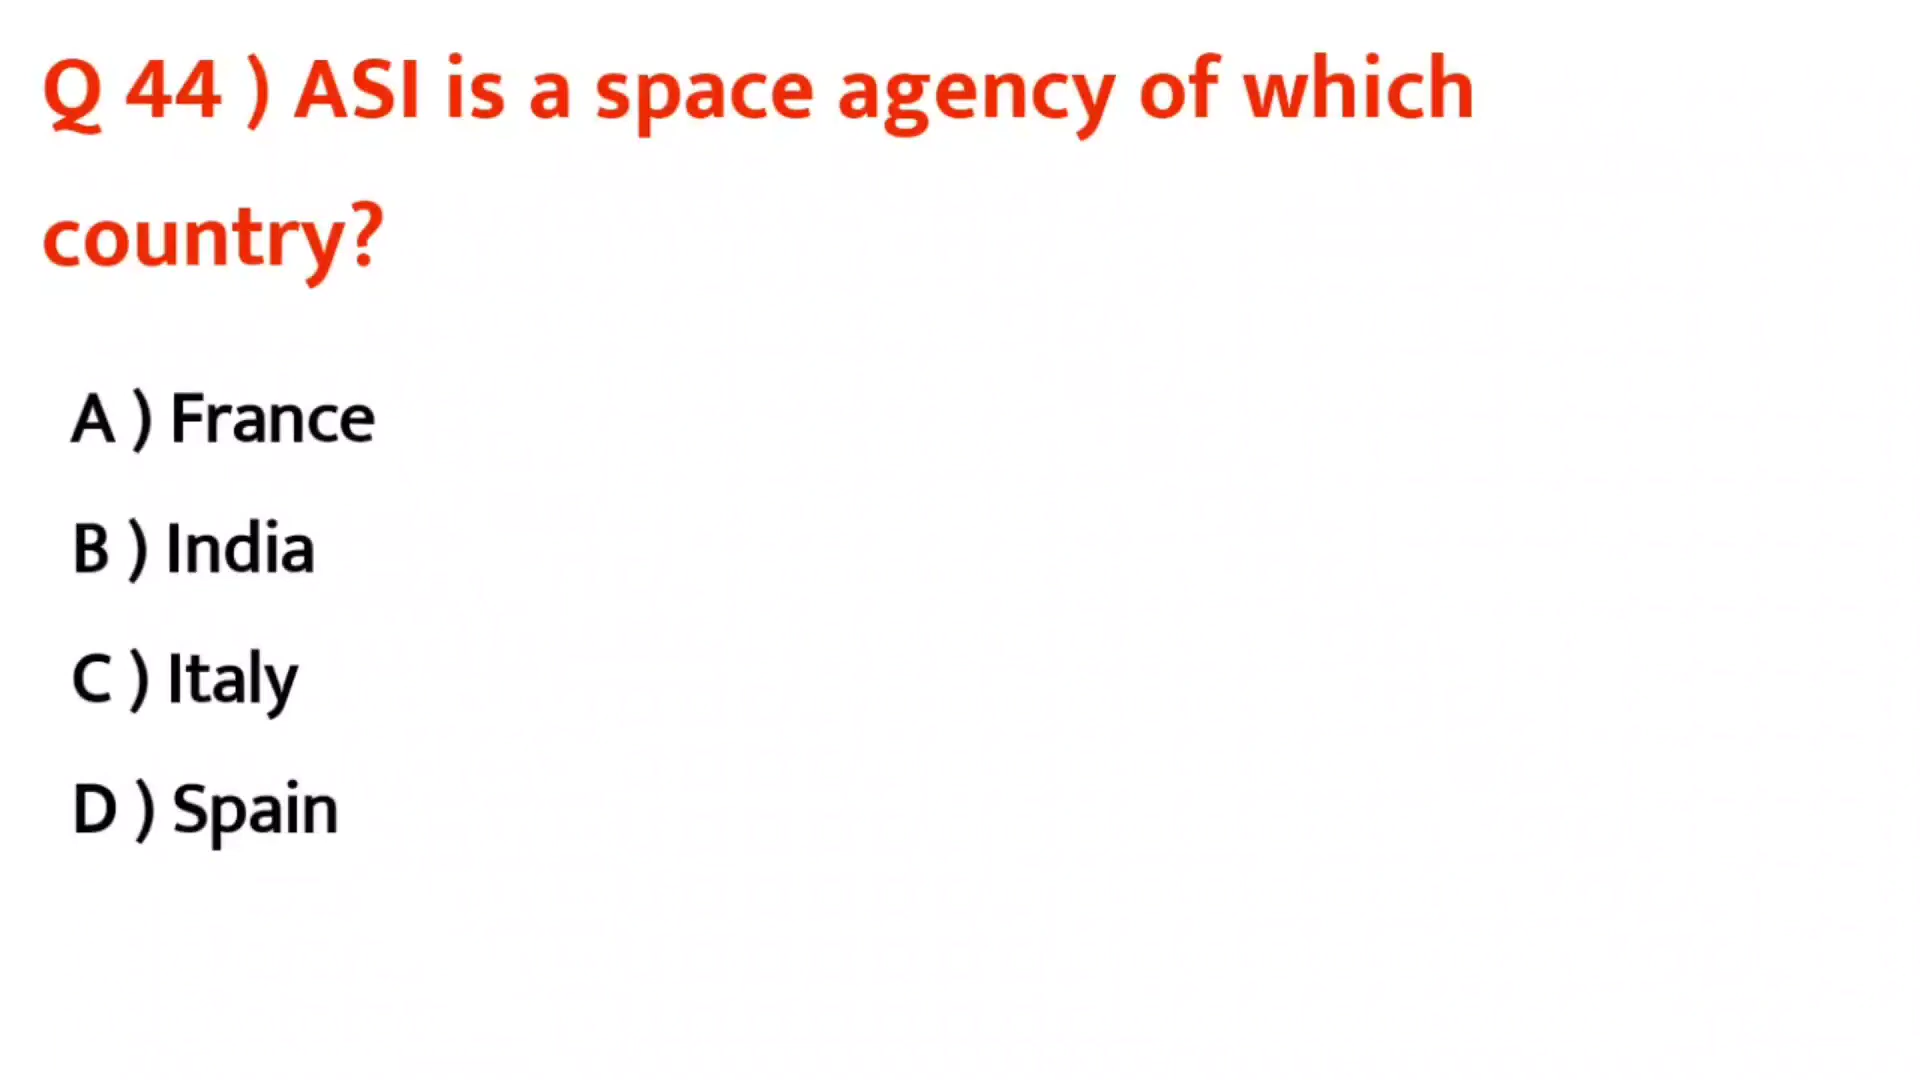 Q 44 ) ASI is a space agency of which
country?
A ) France
B ) India
C ) Italy
D ) Spain